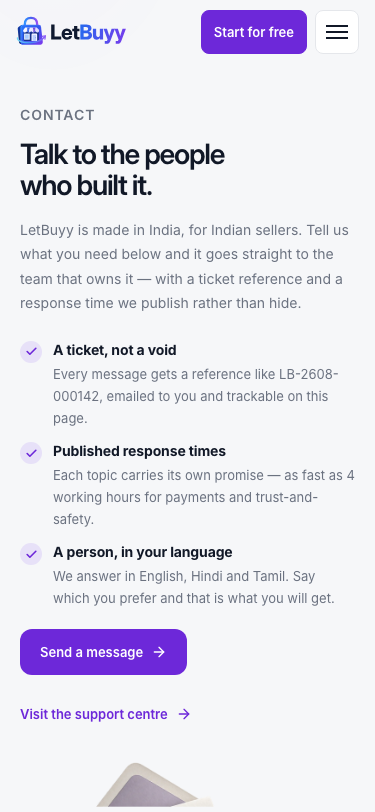 LetBuyy
Start for free
CONTACT
Talk to the people
who built it.
LetBuyy is made in India, for Indian sellers. Tell us
what you need below and it goes straight to the
team that owns it — with a ticket reference and a
response time we publish rather than hide.
A ticket, not a void
Every message gets a reference like LB-2608-
000142, emailed to you and trackable on this
page.
Published response times
Each topic carries its own promise — as fast as 4
working hours for payments and trust-and-
safety.
A person, in your language
We answer in English, Hindi and Tamil. Say
which you prefer and that is what you will get.
Send a message
Visit the support centre